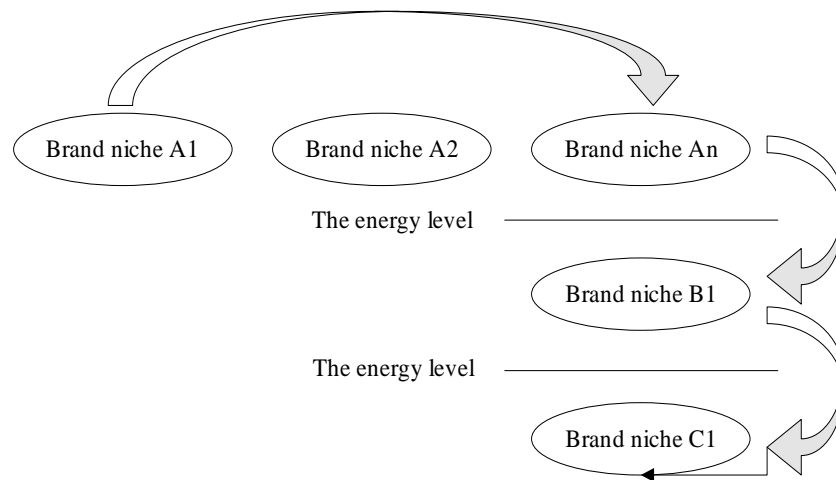 Brand niche A1
Brand niche A2
Brand niche An
The energy level
Brand niche B1
The energy level
Brand niche C1